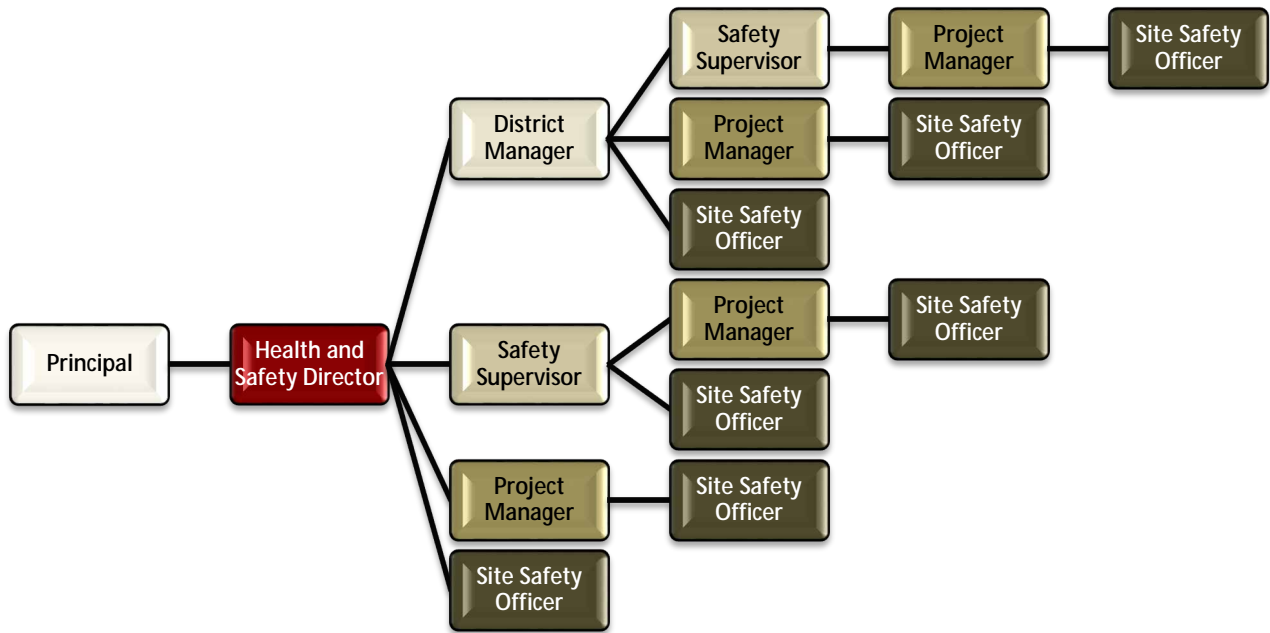 Safety
Supervisor
Project
Manager
Site Safety
Officer
District
Manager
Project
Manager
Site Safety
Officer
Site Safety
Officer
Project
Manager
Site Safety
Officer
Principal
Health and
Safety Director
Safety
Supervisor
Site Safety
Officer
Project
Manager
Site Safety
Officer
Site Safety
Officer